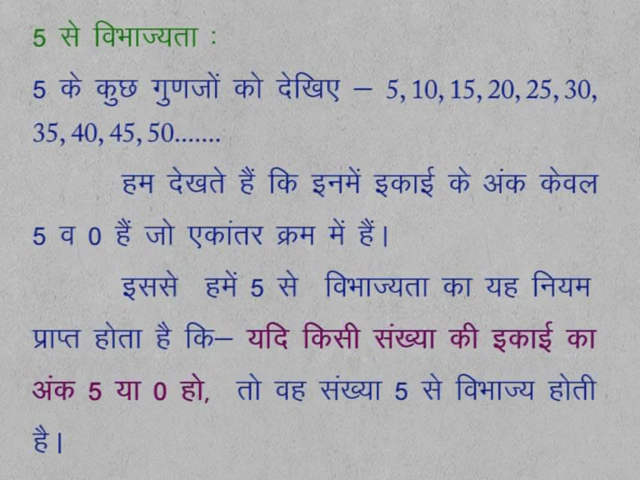 5 से विभाज्यता :
5 के कुछ गुणजों को देखिए – 5, 10, 15, 20, 25, 30,
35, 40, 45, 50.......
हम देखते हैं कि इनमें इकाई के अंक केवल
5 व 0 हैं जो एकांतर क्रम में हैं।
इससे हमें 5 से विभाज्यता का यह नियम
प्राप्त होता है कि– यदि किसी संख्या की इकाई का
अंक 5 या 0 हो, तो वह संख्या 5 से विभाज्य होती
है।